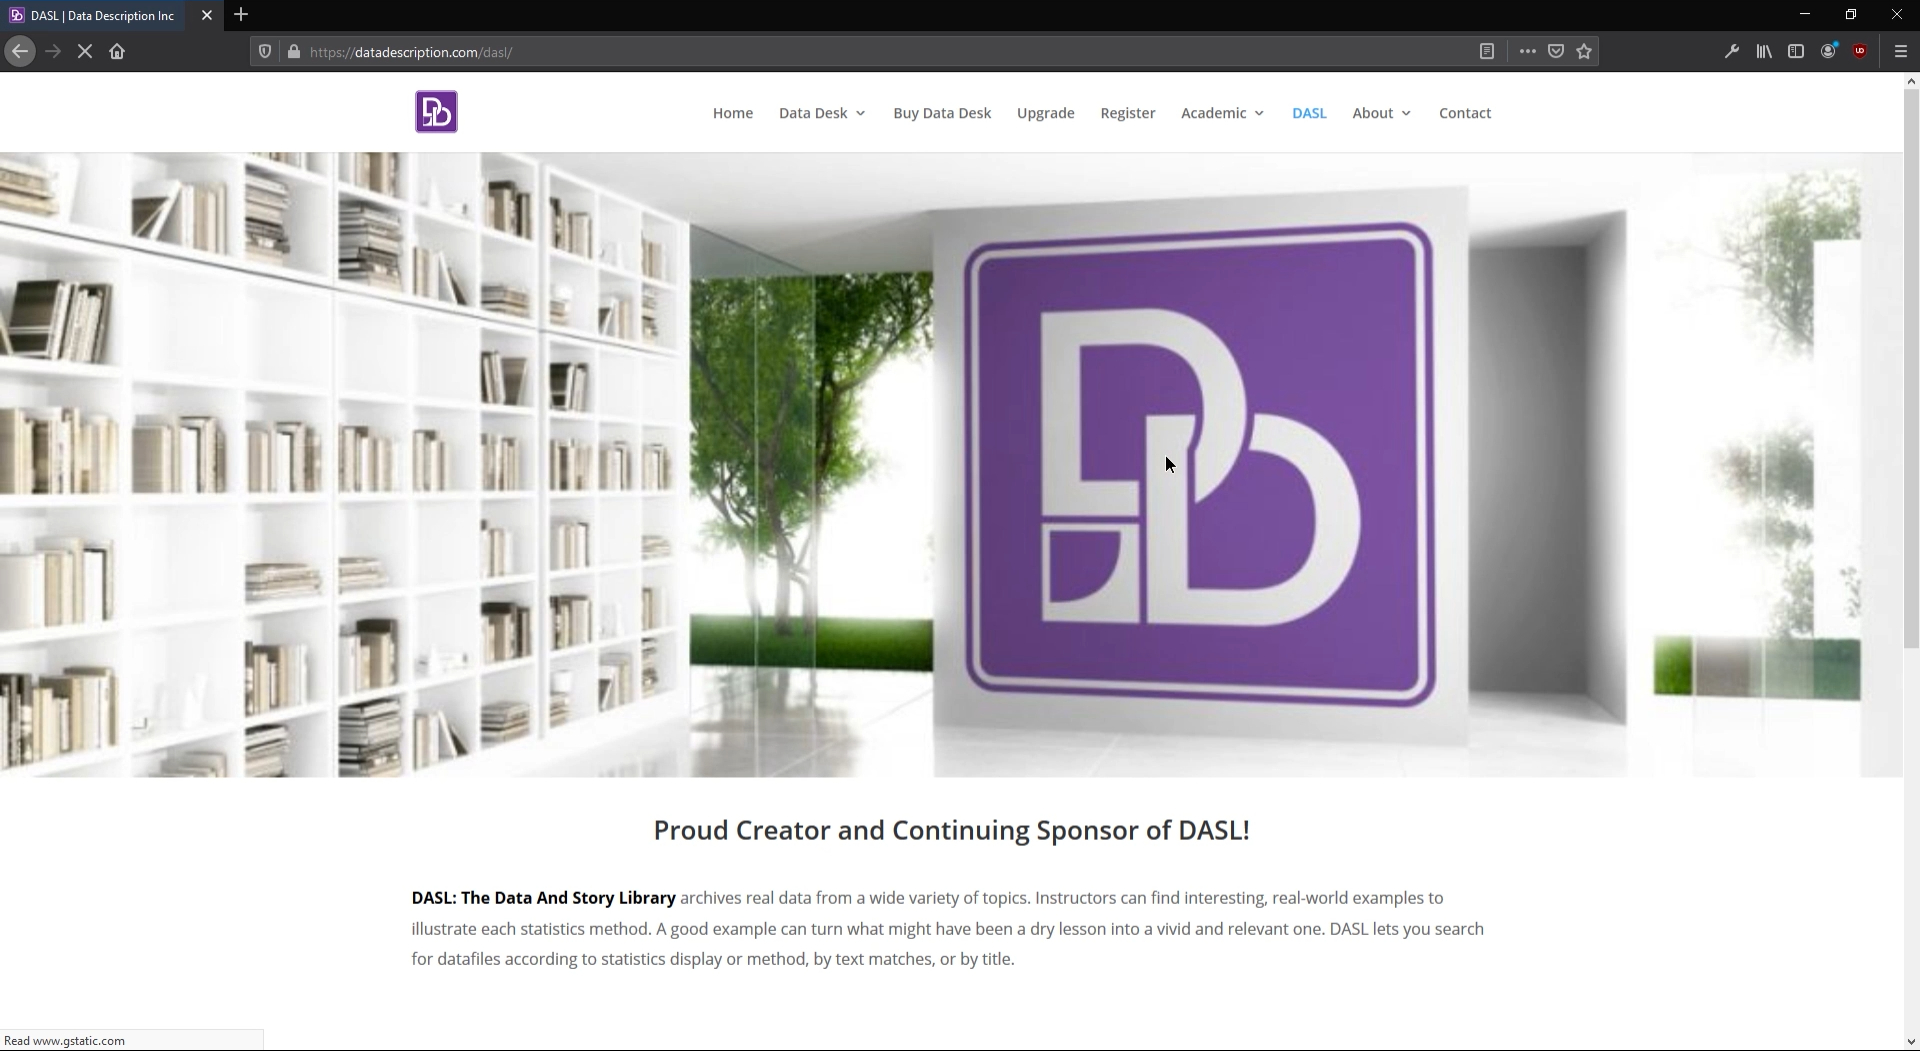 DASL | Data Description Inc
https://datadescription.com/dasl/
Home Data Desk Buy Data Desk Upgrade Register Academic DASL About Contact
Proud Creator and Continuing Sponsor of DASL!
DASL: The Data And Story Library archives real data from a wide variety of topics. Instructors can find interesting, real-world examples to
illustrate each statistics method. A good example can turn what might have been a dry lesson into a vivid and relevant one. DASL lets you search
for datafiles according to statistics display or method, by text matches, or by title.
Read www.gstatic.com